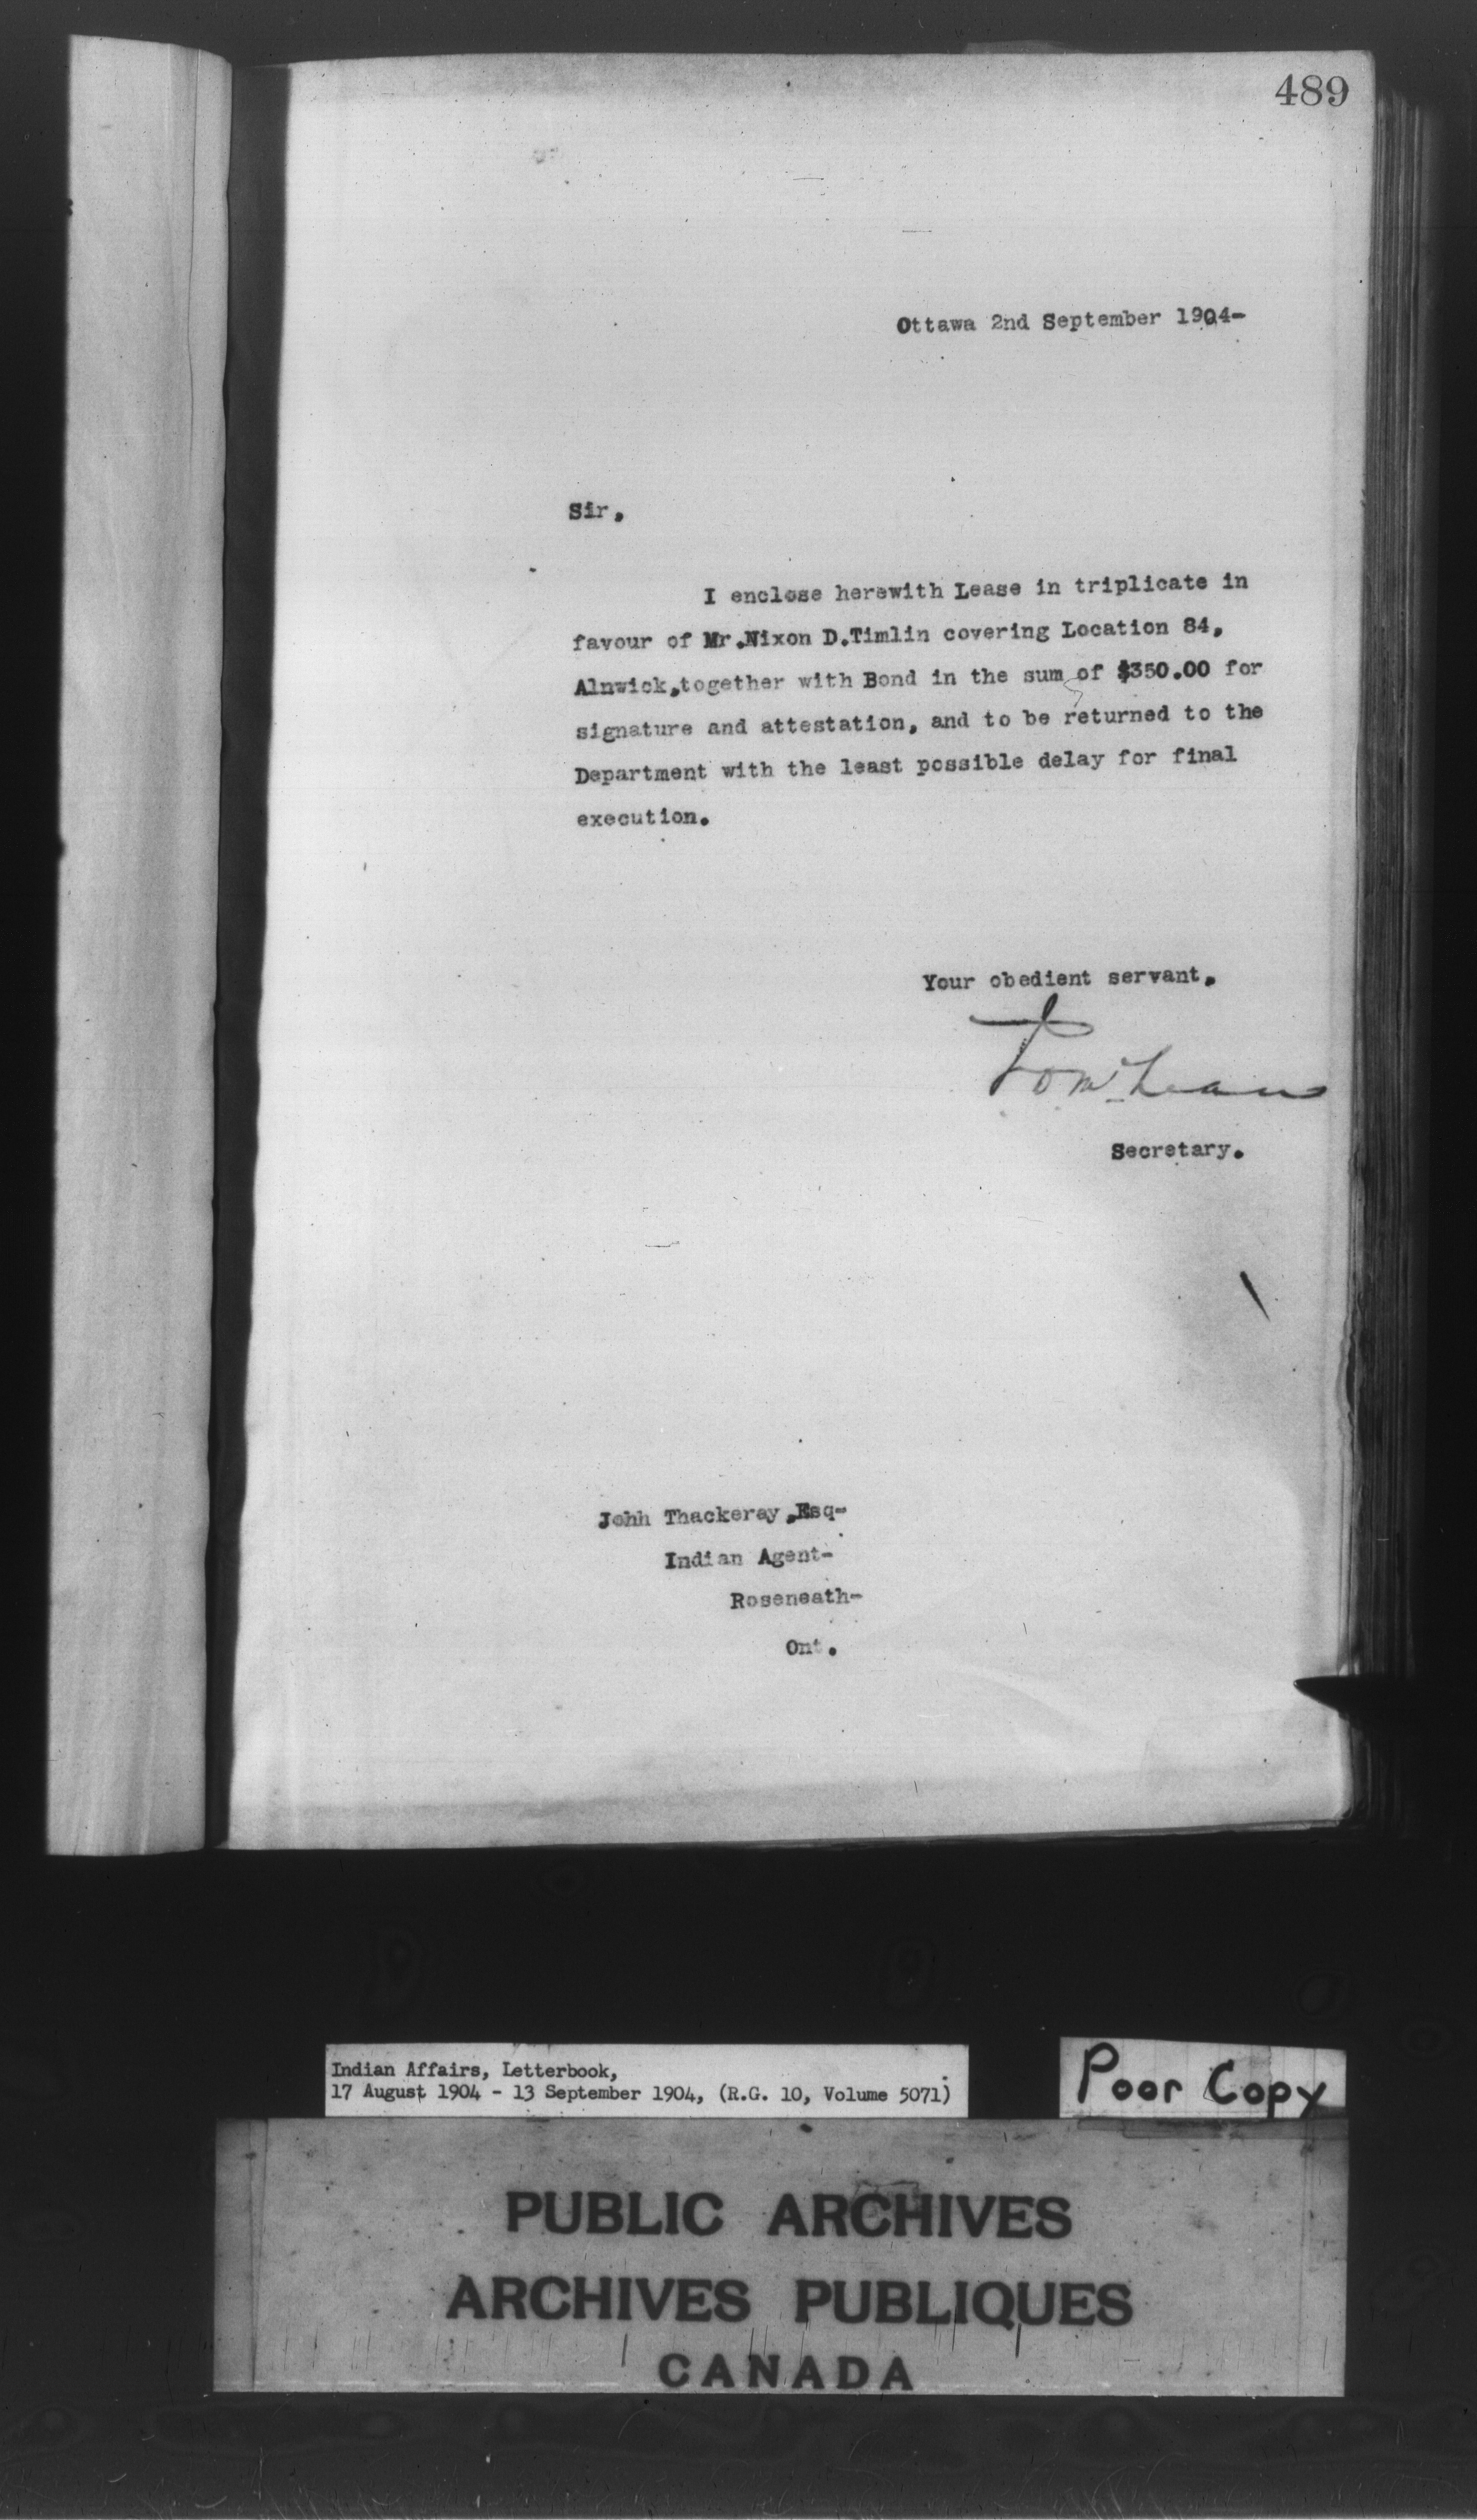 489
Ottawa 2nd September 1904-
Sir,
I enclose herewith Lease in triplicate in
favour of Mr.Nixon D.Timlin covering Location 84,
Alnwick,together with Bond in the sum of $350.00 for
signature and attestation, and to be returned to the
Department with the least possible delay for final
execution.
Your obedient servant.
Secretary.
Johh Thackeray,Esq-
Indian Agent-
Roseneath-
Ont.
Indian Affairs, Letterbook,
17 August 1904 - 13 September 1904, (R.G. 10, Volume 5071)
Poor Copy
PUBLIC ARCHIVES
ARCHIVES PUBLIQUES
CANADA